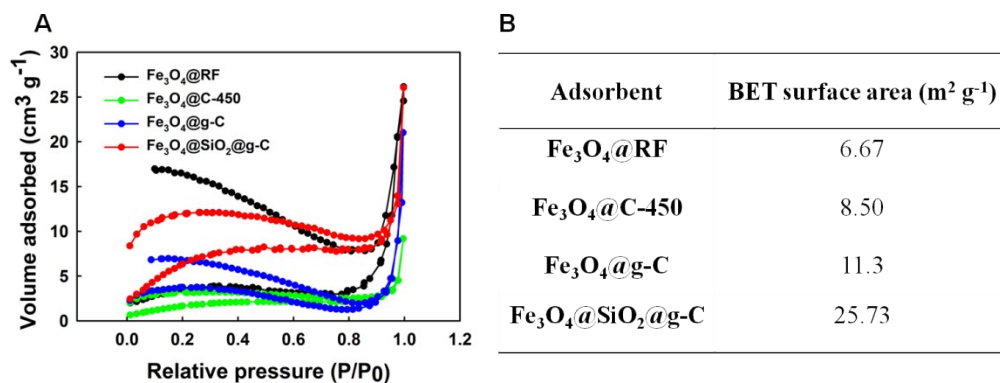 A
B
Volume adsorbed (cm³ g⁻¹)
30
25
20
15
10
5
0
Fe₃O₄@RF
Fe₃O₄@C-450
Fe₃O₄@g-C
Fe₃O₄@SiO₂@g-C
0.0 0.2 0.4 0.6 0.8 1.0 1.2
Relative pressure (P/P0)
Adsorbent BET surface area (m² g⁻¹)
Fe₃O₄@RF 6.67
Fe₃O₄@C-450 8.50
Fe₃O₄@g-C 11.3
Fe₃O₄@SiO₂@g-C 25.73